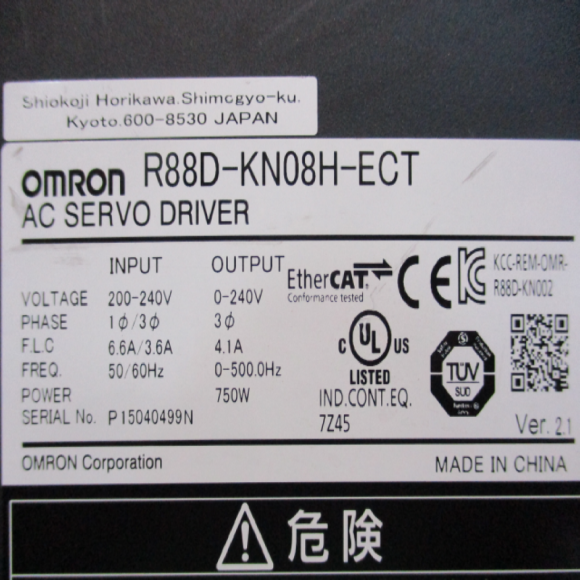 Shiokoji Horikawa.Shimogyo-ku.
Kyoto.600-8530 JAPAN
OMRON R88D-KN08H-ECT
AC SERVO DRIVER
INPUT OUTPUT
VOLTAGE 200-240V 0-240V
PHASE 1ϕ/3ϕ 3ϕ
F.L.C 6.6A/3.6A 4.1A
FREQ. 50/60Hz 0-500.0Hz
POWER 750W
SERIAL No. P15040499N
EtherCAT
Conformance tested
CE
KCC-REM-OMR-
R88D-KN002
C UL US
LISTED
IND.CONT.EQ.
7Z45
TÜV
SÜD
Ver. 2.1
OMRON Corporation MADE IN CHINA
危険